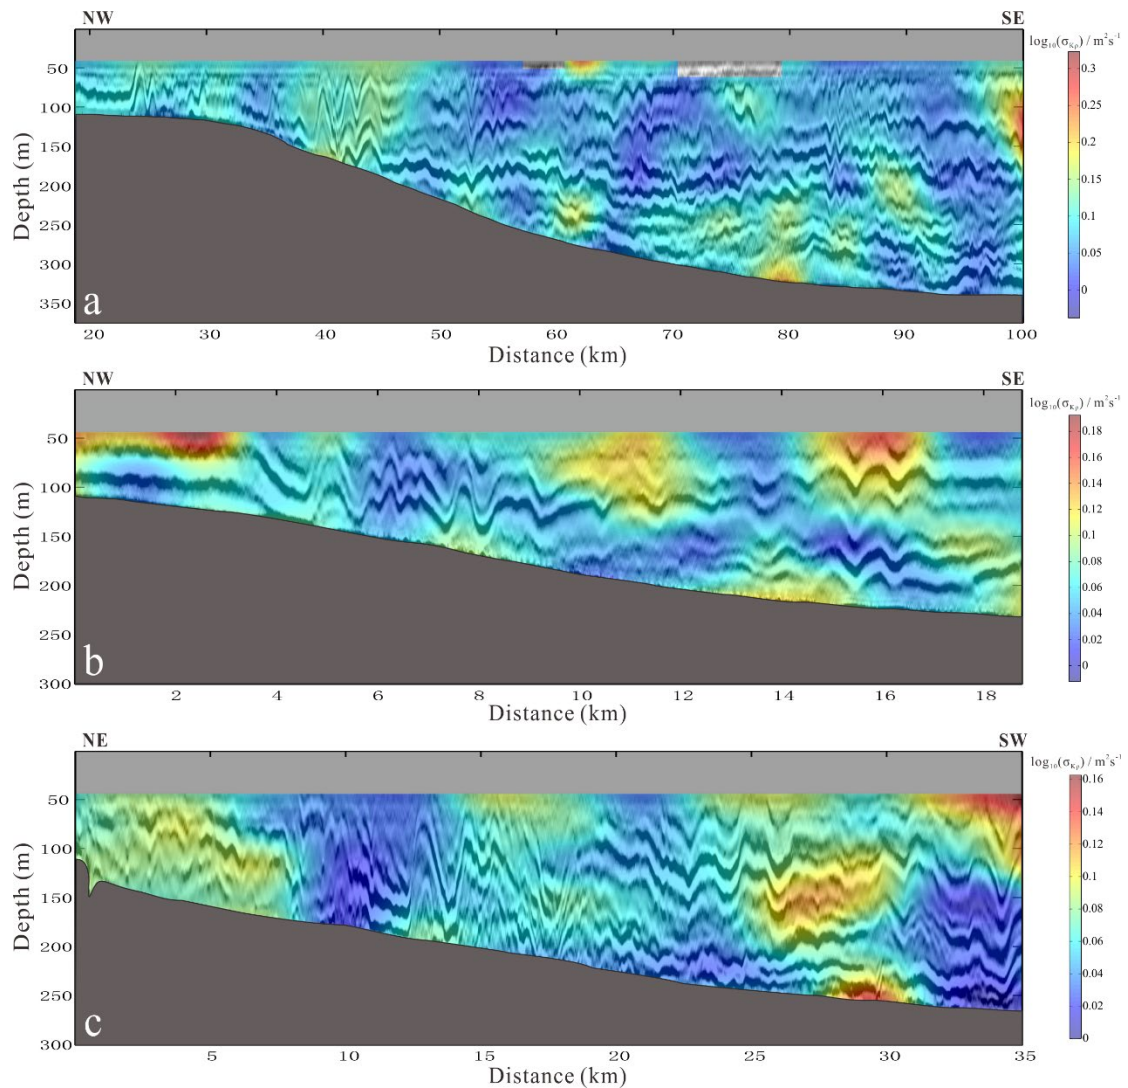 NW SE
log₁₀(σ_Kρ) / m²s⁻¹
50
100
150
200
250
300
350
Depth (m)
a
20 30 40 50 60 70 80 90 100
Distance (km)
0.3
0.25
0.2
0.15
0.1
0.05
0
NW SE
log₁₀(σ_Kρ) / m²s⁻¹
50
100
150
200
250
300
Depth (m)
b
2 4 6 8 10 12 14 16 18
Distance (km)
0.18
0.16
0.14
0.12
0.10
0.08
0.06
0.04
0.02
0
NE SW
log₁₀(σ_Kρ) / m²s⁻¹
50
100
150
200
250
300
Depth (m)
c
5 10 15 20 25 30 35
Distance (km)
0.16
0.14
0.12
0.10
0.08
0.06
0.04
0.02
0